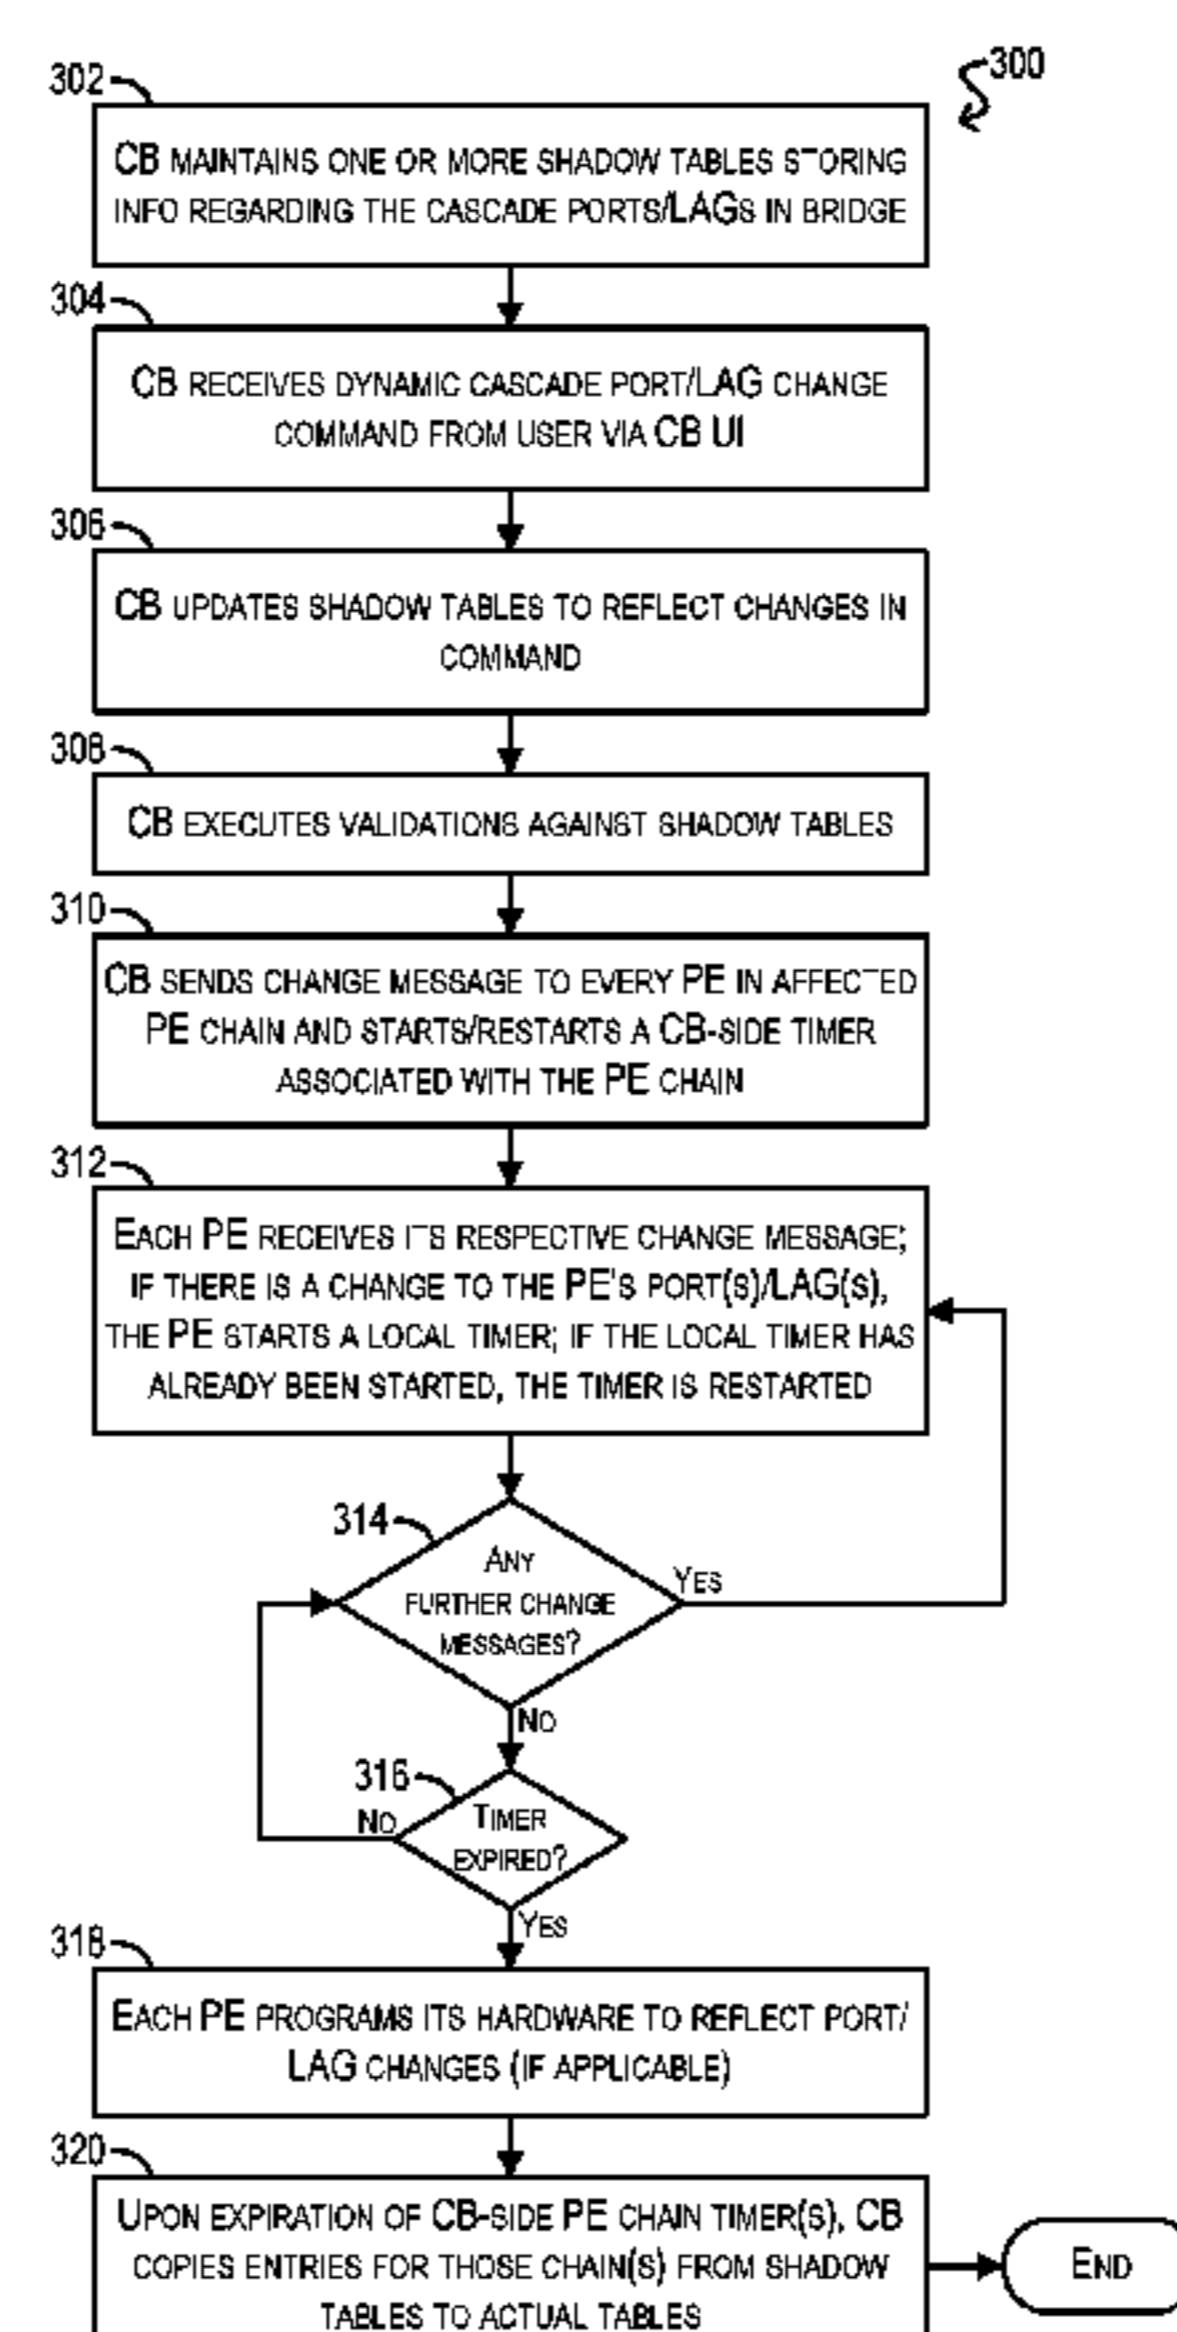 300
302
CB MAINTAINS ONE OR MORE SHADOW TABLES STORING
INFO REGARDING THE CASCADE PORTS/LAGS IN BRIDGE
304
CB RECEIVES DYNAMIC CASCADE PORT/LAG CHANGE
COMMAND FROM USER VIA CB UI
306
CB UPDATES SHADOW TABLES TO REFLECT CHANGES IN
COMMAND
308
CB EXECUTES VALIDATIONS AGAINST SHADOW TABLES
310
CB SENDS CHANGE MESSAGE TO EVERY PE IN AFFECTED
PE CHAIN AND STARTS/RESTARTS A CB-SIDE TIMER
ASSOCIATED WITH THE PE CHAIN
312
EACH PE RECEIVES ITS RESPECTIVE CHANGE MESSAGE;
IF THERE IS A CHANGE TO THE PE'S PORT(S)/LAG(S),
THE PE STARTS A LOCAL TIMER; IF THE LOCAL TIMER HAS
ALREADY BEEN STARTED, THE TIMER IS RESTARTED
314
ANY
FURTHER CHANGE
MESSAGES?
YES
NO
316
TIMER
EXPIRED?
NO
YES
318
EACH PE PROGRAMS ITS HARDWARE TO REFLECT PORT/
LAG CHANGES (IF APPLICABLE)
320
UPON EXPIRATION OF CB-SIDE PE CHAIN TIMER(S), CB
COPIES ENTRIES FOR THOSE CHAIN(S) FROM SHADOW
TABLES TO ACTUAL TABLES
END